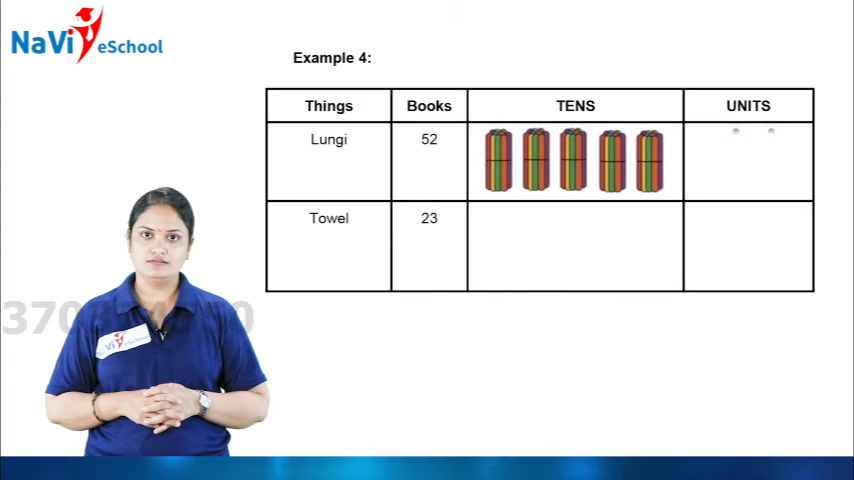 NaVi eSchool
Example 4:
Things Books TENS UNITS
Lungi 52
Towel 23